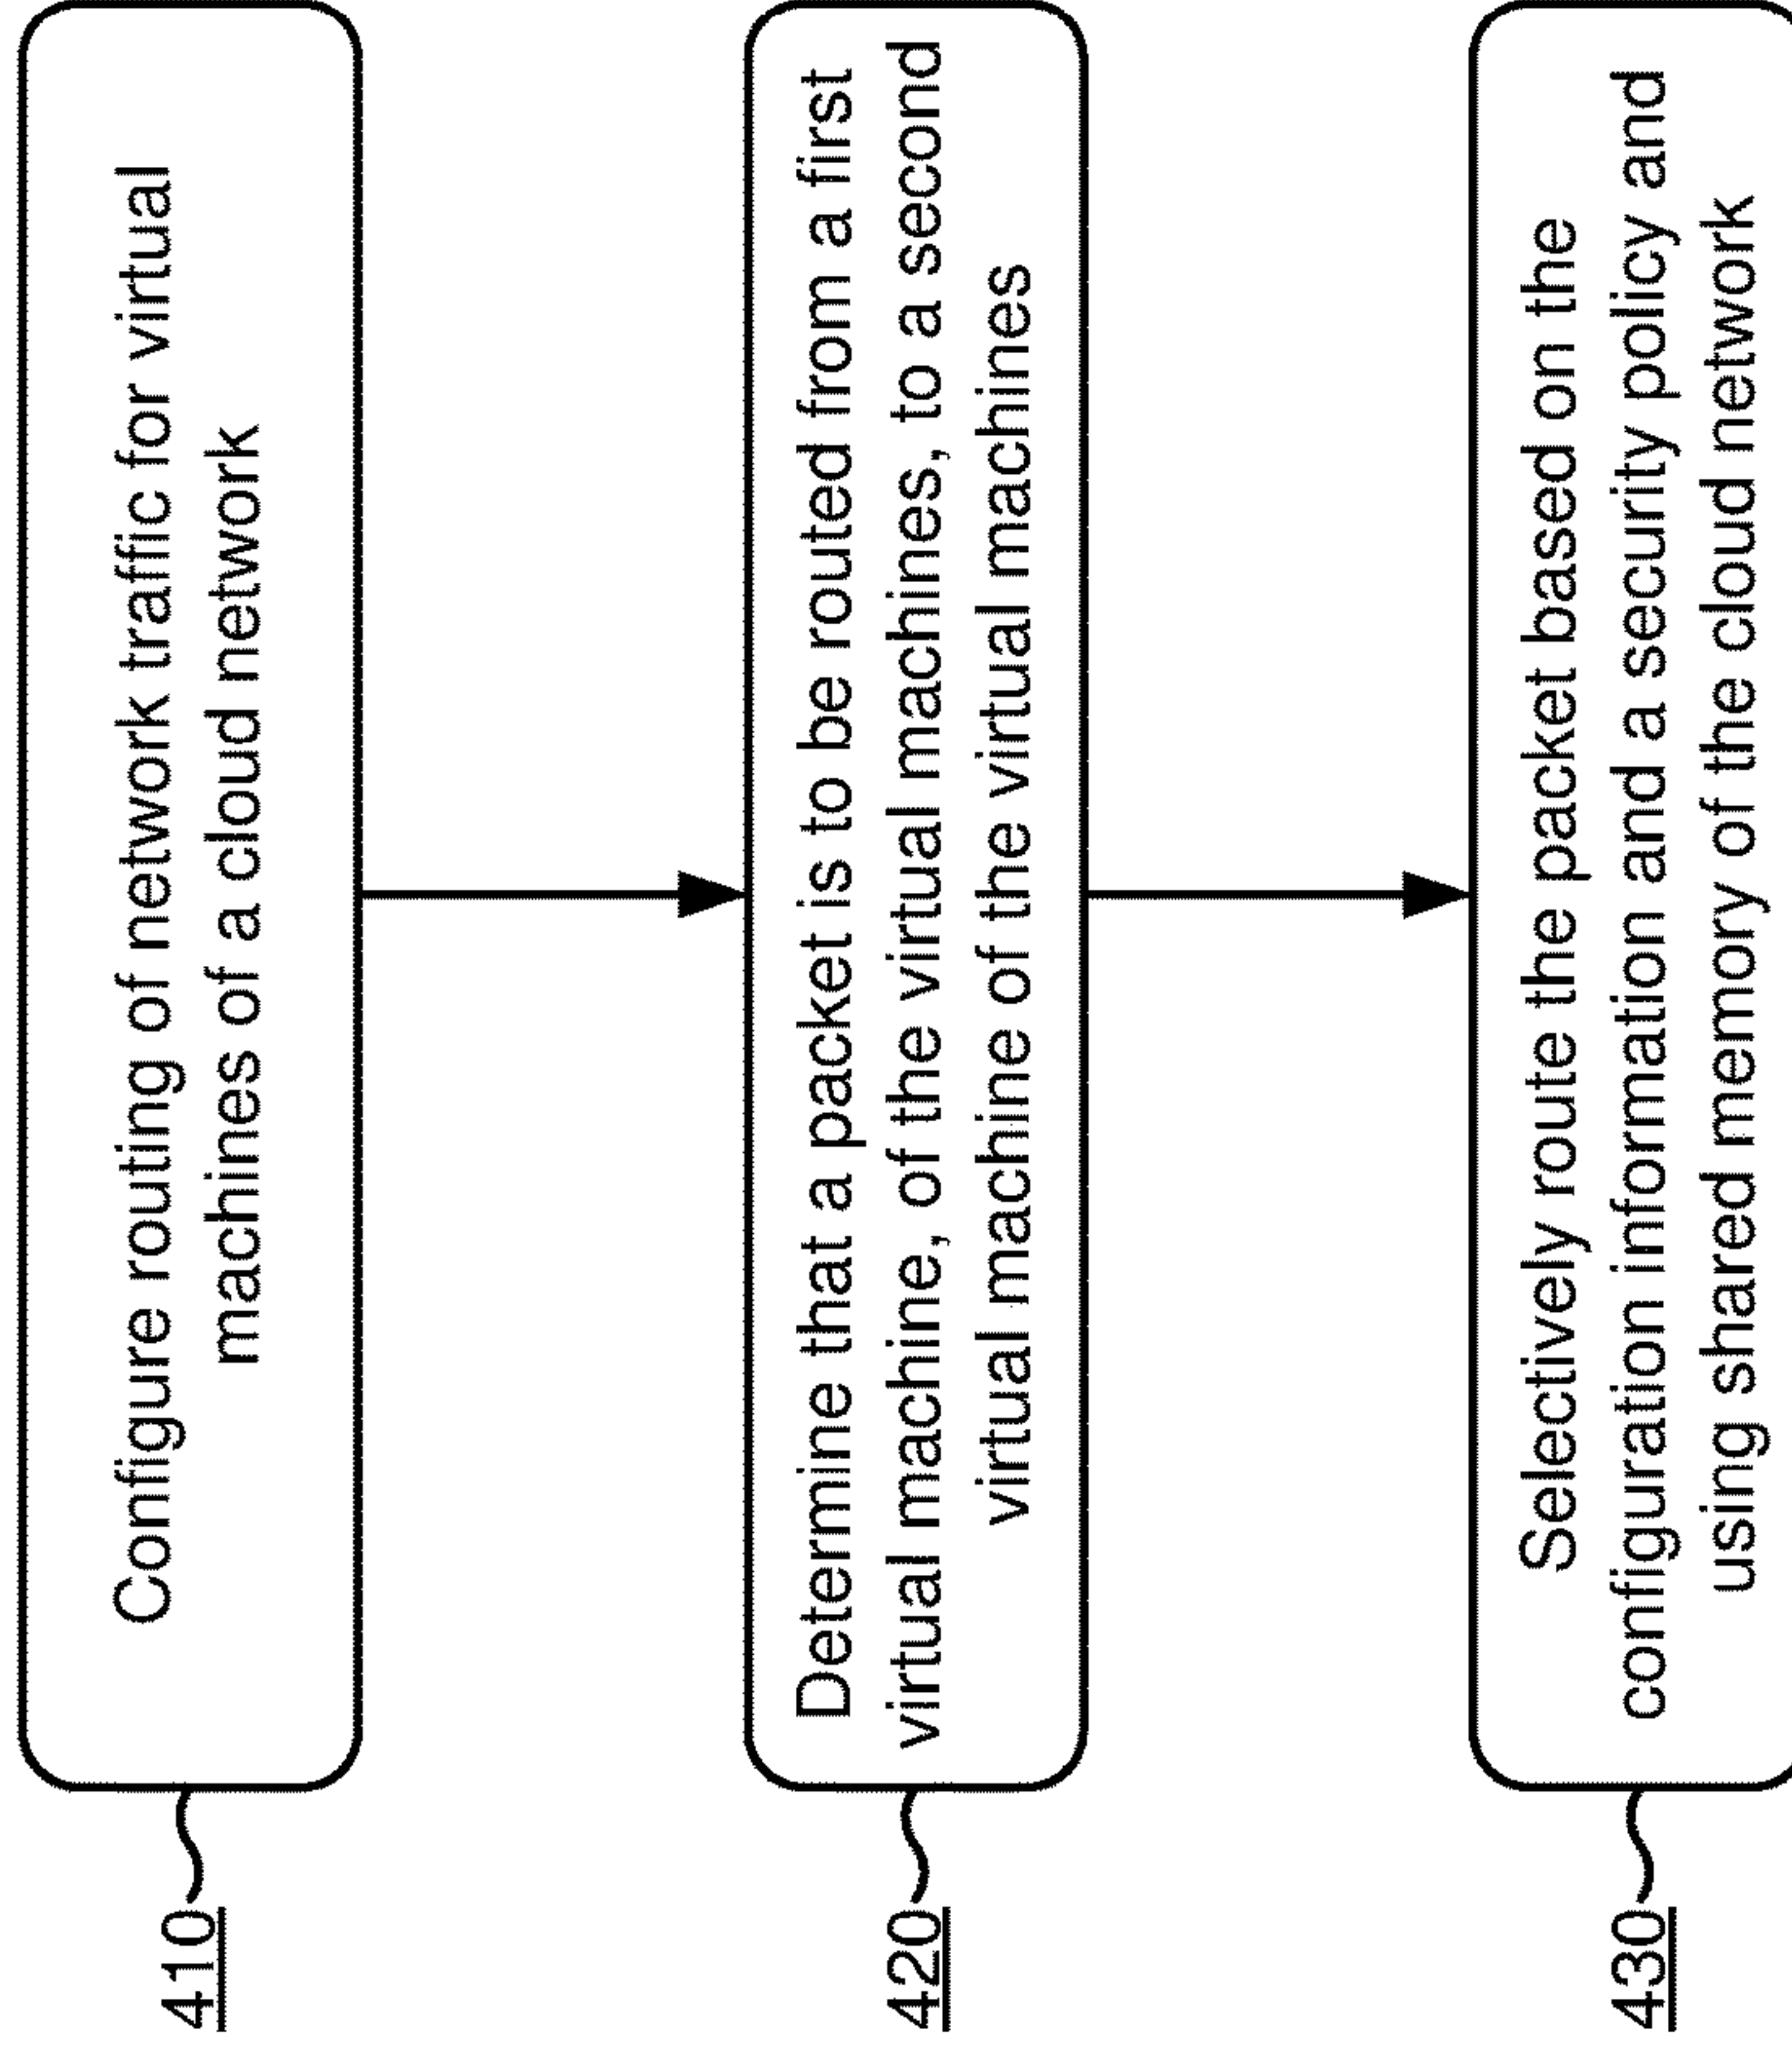 410
Configure routing of network traffic for virtual
machines of a cloud network
420
Determine that a packet is to be routed from a first
virtual machine, of the virtual machines, to a second
virtual machine of the virtual machines
430
Selectively route the packet based on the
configuration information and a security policy and
using shared memory of the cloud network